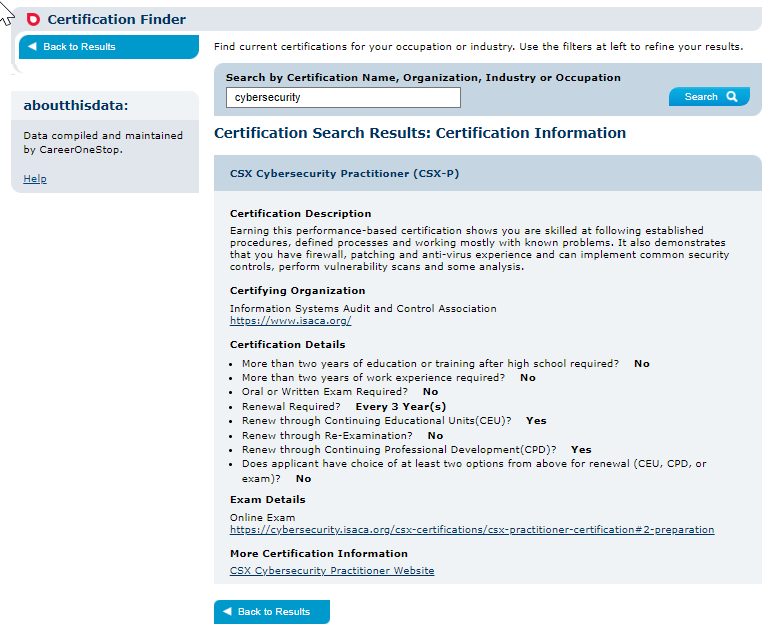 Certification Finder
Back to Results
Find current certifications for your occupation or industry. Use the filters at left to refine your results.
Search by Certification Name, Organization, Industry or Occupation
cybersecurity
Search
aboutthisdata:
Data compiled and maintained
by CareerOneStop.
Help
Certification Search Results: Certification Information
CSX Cybersecurity Practitioner (CSX-P)
Certification Description
Earning this performance-based certification shows you are skilled at following established
procedures, defined processes and working mostly with known problems. It also demonstrates
that you have firewall, patching and anti-virus experience and can implement common security
controls, perform vulnerability scans and some analysis.
Certifying Organization
Information Systems Audit and Control Association
https://www.isaca.org/
Certification Details
• More than two years of education or training after high school required? No
• More than two years of work experience required? No
• Oral or Written Exam Required? No
• Renewal Required? Every 3 Year(s)
• Renew through Continuing Educational Units(CEU)? Yes
• Renew through Re-Examination? No
• Renew through Continuing Professional Development(CPD)? Yes
• Does applicant have choice of at least two options from above for renewal (CEU, CPD, or
exam)? No
Exam Details
Online Exam
https://cybersecurity.isaca.org/csx-certifications/csx-practitioner-certification#2-preparation
More Certification Information
CSX Cybersecurity Practitioner Website
Back to Results